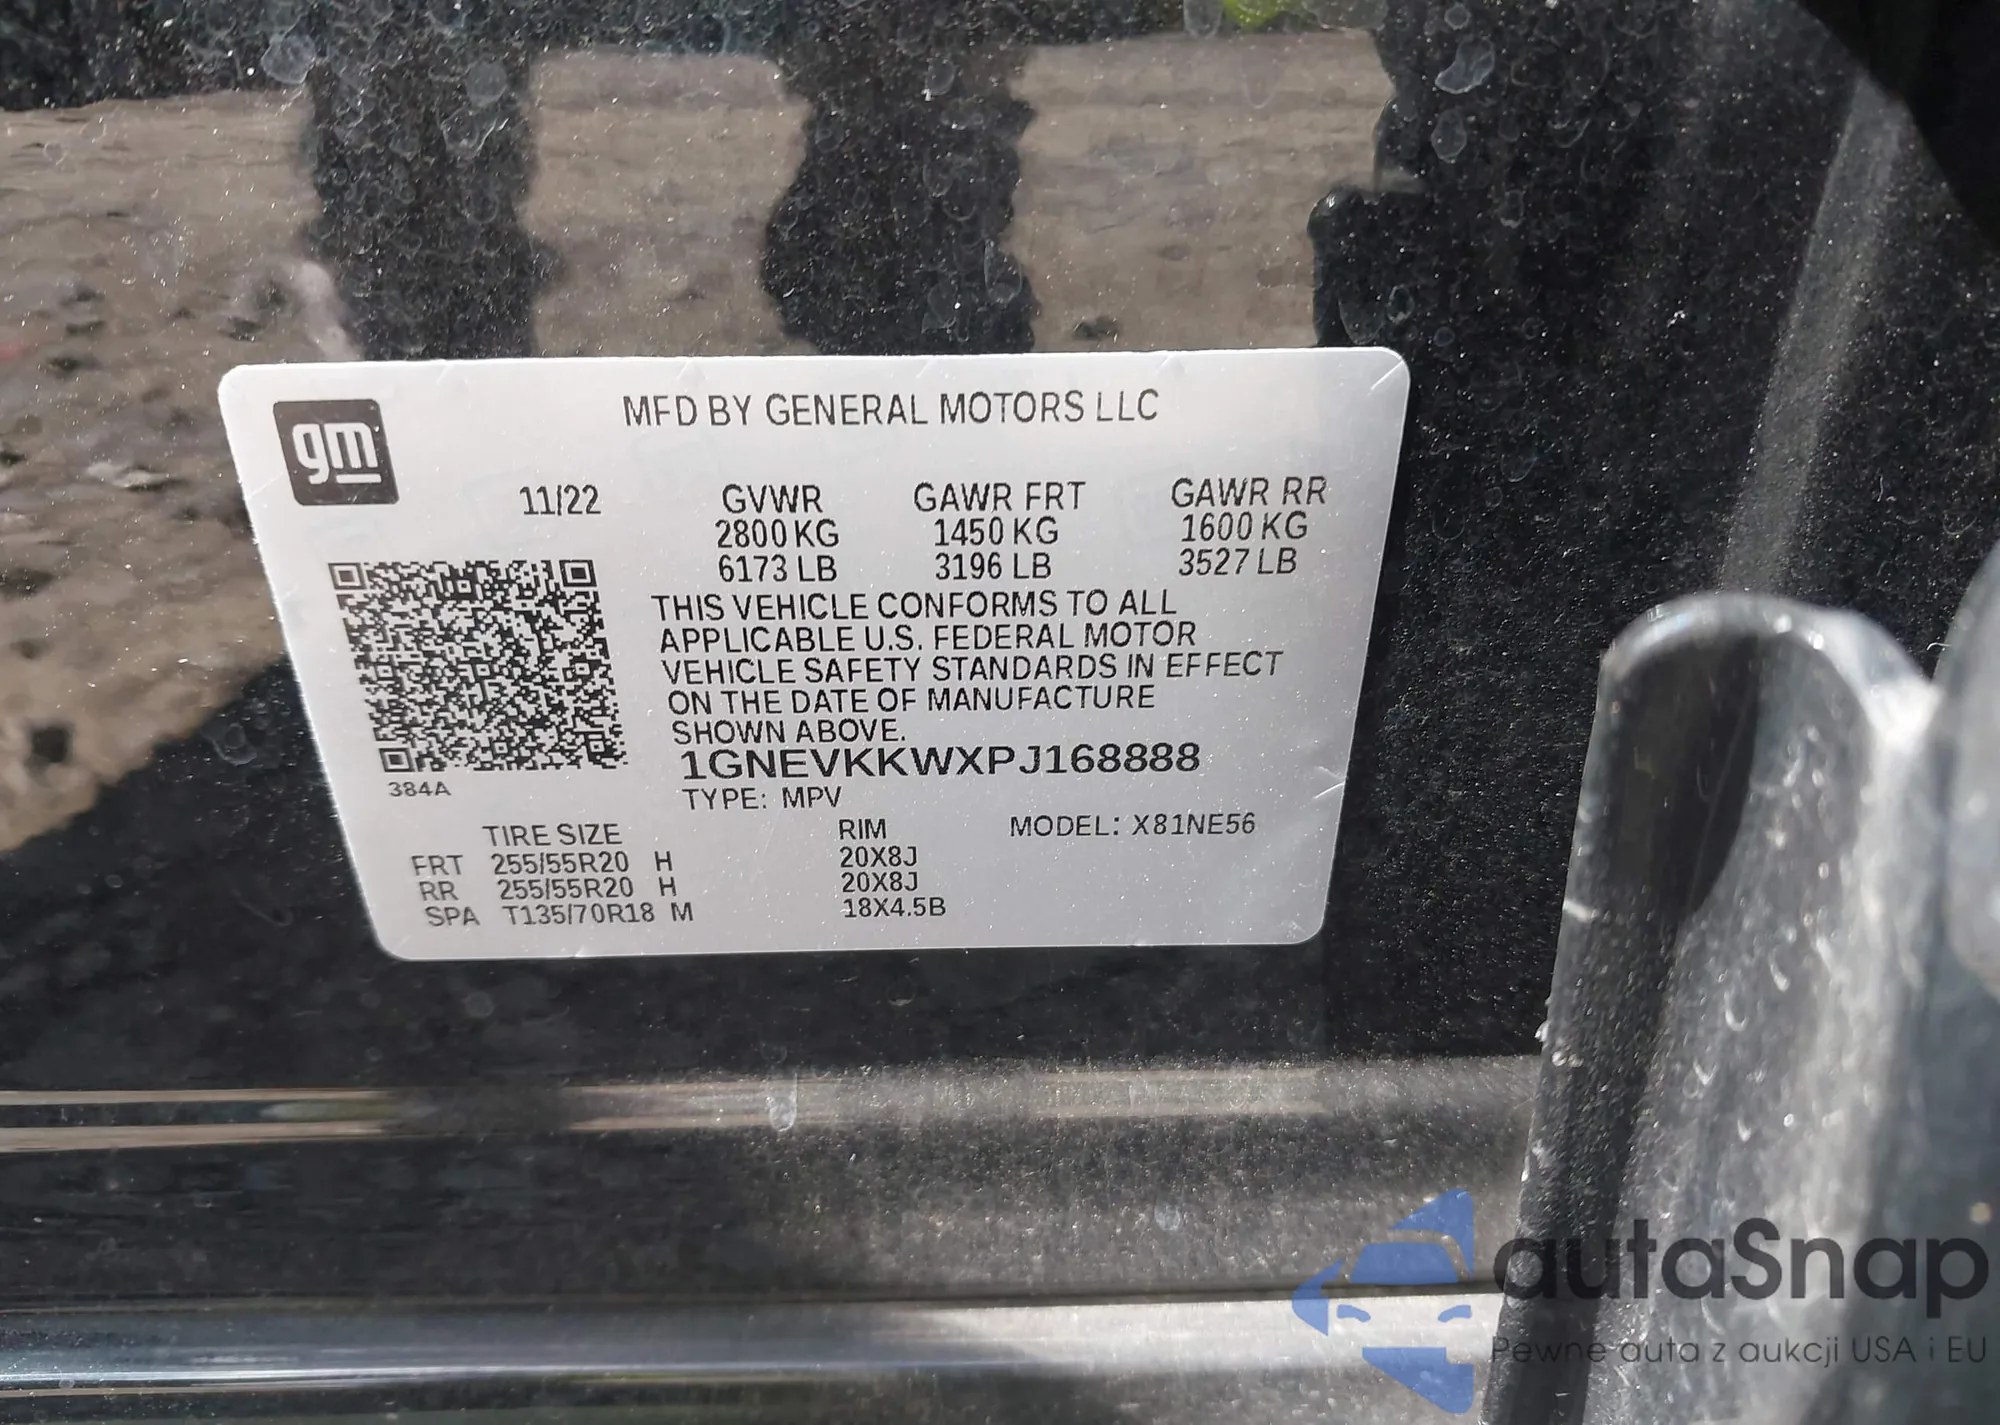 gm
MFD BY GENERAL MOTORS LLC
11/22 GVWR GAWR FRT GAWR RR
2800 KG 1450 KG 1600 KG
6173 LB 3196 LB 3527 LB
THIS VEHICLE CONFORMS TO ALL
APPLICABLE U.S. FEDERAL MOTOR
VEHICLE SAFETY STANDARDS IN EFFECT
ON THE DATE OF MANUFACTURE
SHOWN ABOVE.
1GNEVKKWXPJ168888
384A
TYPE: MPV
TIRE SIZE RIM MODEL: X81NE56
FRT 255/55R20 H 20X8J
RR 255/55R20 H 20X8J
SPA T135/70R18 M 18X4.5B
autaSnap
Pewne auta z aukcji USA i EU